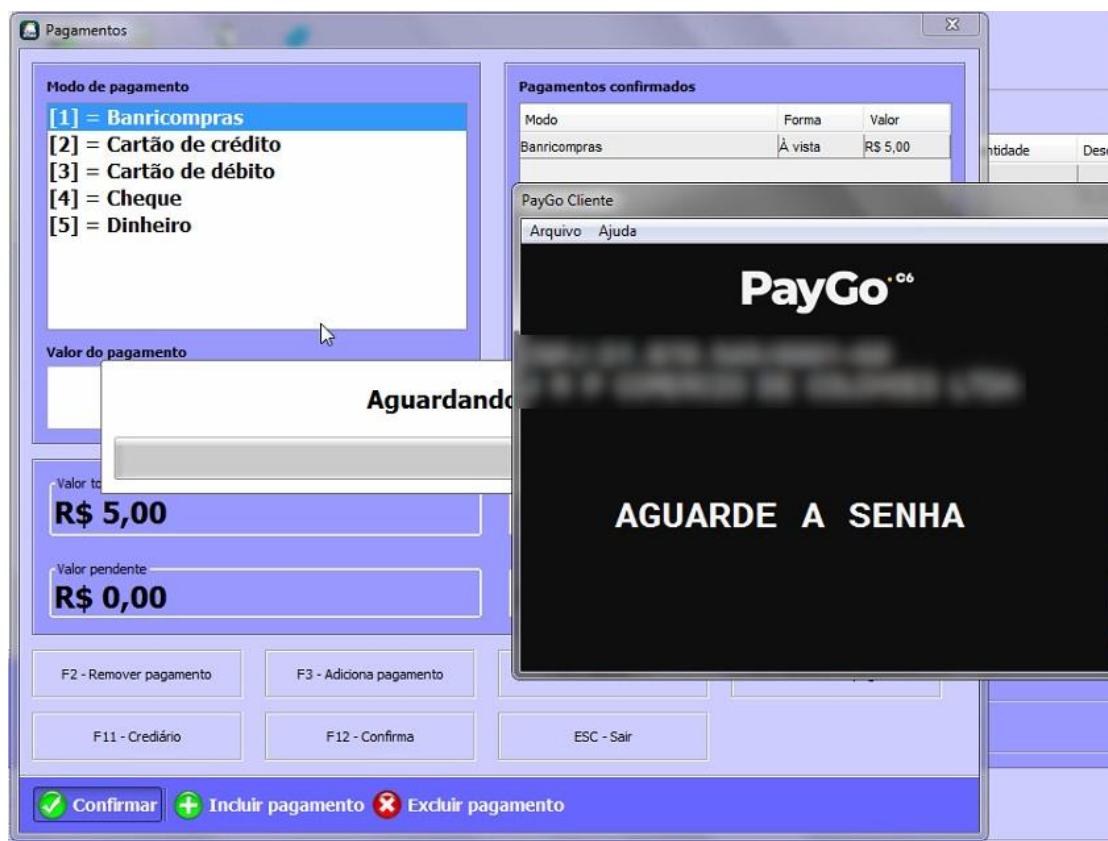 Pagamentos
Modo de pagamento
[1] = Banricompras
[2] = Cartão de crédito
[3] = Cartão de débito
[4] = Cheque
[5] = Dinheiro
Valor do pagamento
Pagamentos confirmados
Modo Forma Valor
Banricompras À vista R$ 5,00
PayGo Cliente
Arquivo Ajuda
PayGo C6
AGUARDE A SENHA
Aguardando
R$ 5,00
Valor pendente
R$ 0,00
F2 - Remover pagamento
F3 - Adiciona pagamento
F11 - Crediário
F12 - Confirma
ESC - Sair
Confirmar
Incluir pagamento
Excluir pagamento